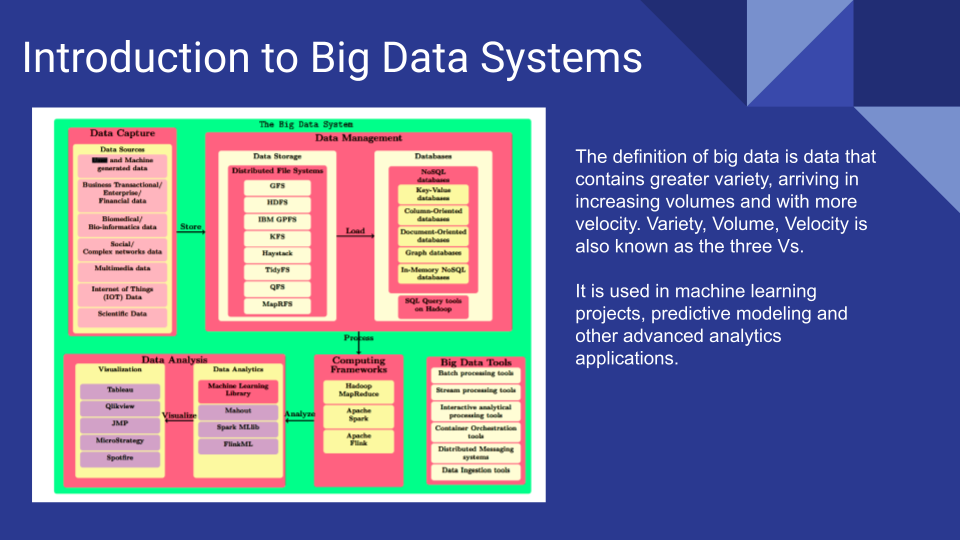 Introduction to Big Data Systems
The Big Data System
Data Capture
Data Sources
and Machine
generated data
Business Transactional/
Enterprise/
Financial data
Biomedical/
Bio-informatics data
Social/
Complex networks data
Multimedia data
Internet of Things
(IOT) Data
Scientific Data
Store
Data Management
Data Storage
Distributed File Systems
GFS
HDFS
IBM GPFS
KFS
Haystack
TidyFS
QFS
MapRFS
Load
Databases
NoSQL
databases
Key-Value
databases
Column-Oriented
databases
Document-Oriented
databases
Graph databases
In-Memory NoSQL
databases
SQL Query tools
on Hadoop
Process
Data Analysis
Visualization
Tableau
Qlikview
JMP
MicroStrategy
Spotfire
Visualize
Data Analytics
Machine Learning
Library
Mahout
Spark MLlib
FlinkML
Analyze
Computing
Frameworks
Hadoop
MapReduce
Apache
Spark
Apache
Flink
Big Data Tools
Batch processing tools
Stream processing tools
Interactive analytical
processing tools
Container Orchestration
tools
Distributed Messaging
systems
Data Ingestion tools
The definition of big data is data that
contains greater variety, arriving in
increasing volumes and with more
velocity. Variety, Volume, Velocity is
also known as the three Vs.
It is used in machine learning
projects, predictive modeling and
other advanced analytics
applications.